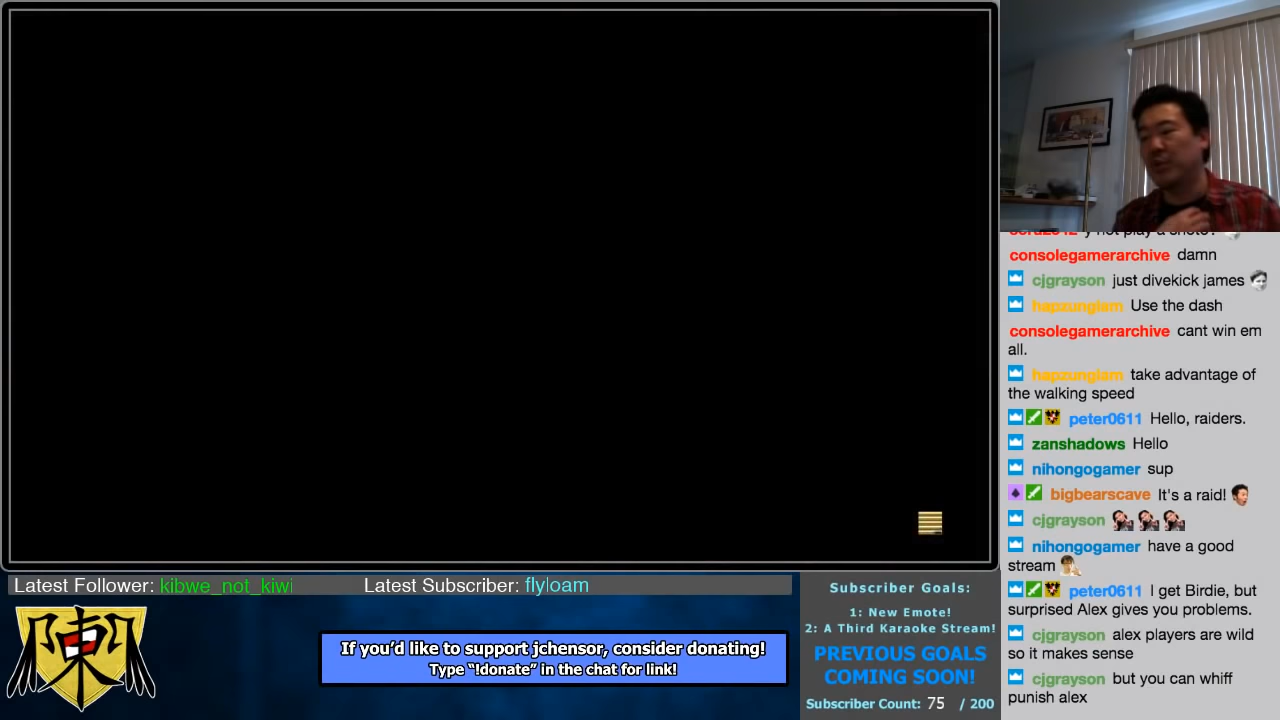 y not play a shoto?
consolegamerarchive damn
cjgrayson just divekick james
hapzunglam Use the dash
consolegamerarchive cant win em
all.
hapzunglam take advantage of
the walking speed
peter0611 Hello, raiders.
zanshadows Hello
nihongogamer sup
bigbearscave It's a raid!
cjgrayson
nihongogamer have a good
stream
peter0611 I get Birdie, but
surprised Alex gives you problems.
cjgrayson alex players are wild
so it makes sense
cjgrayson but you can whiff
punish alex
Latest Follower: kibwe_not_kiwi
Latest Subscriber: flyloam
If you'd like to support jchensor, consider donating!
Type "!donate" in the chat for link!
Subscriber Goals:
1: New Emote!
2: A Third Karaoke Stream!
PREVIOUS GOALS
COMING SOON!
Subscriber Count: 75 / 200